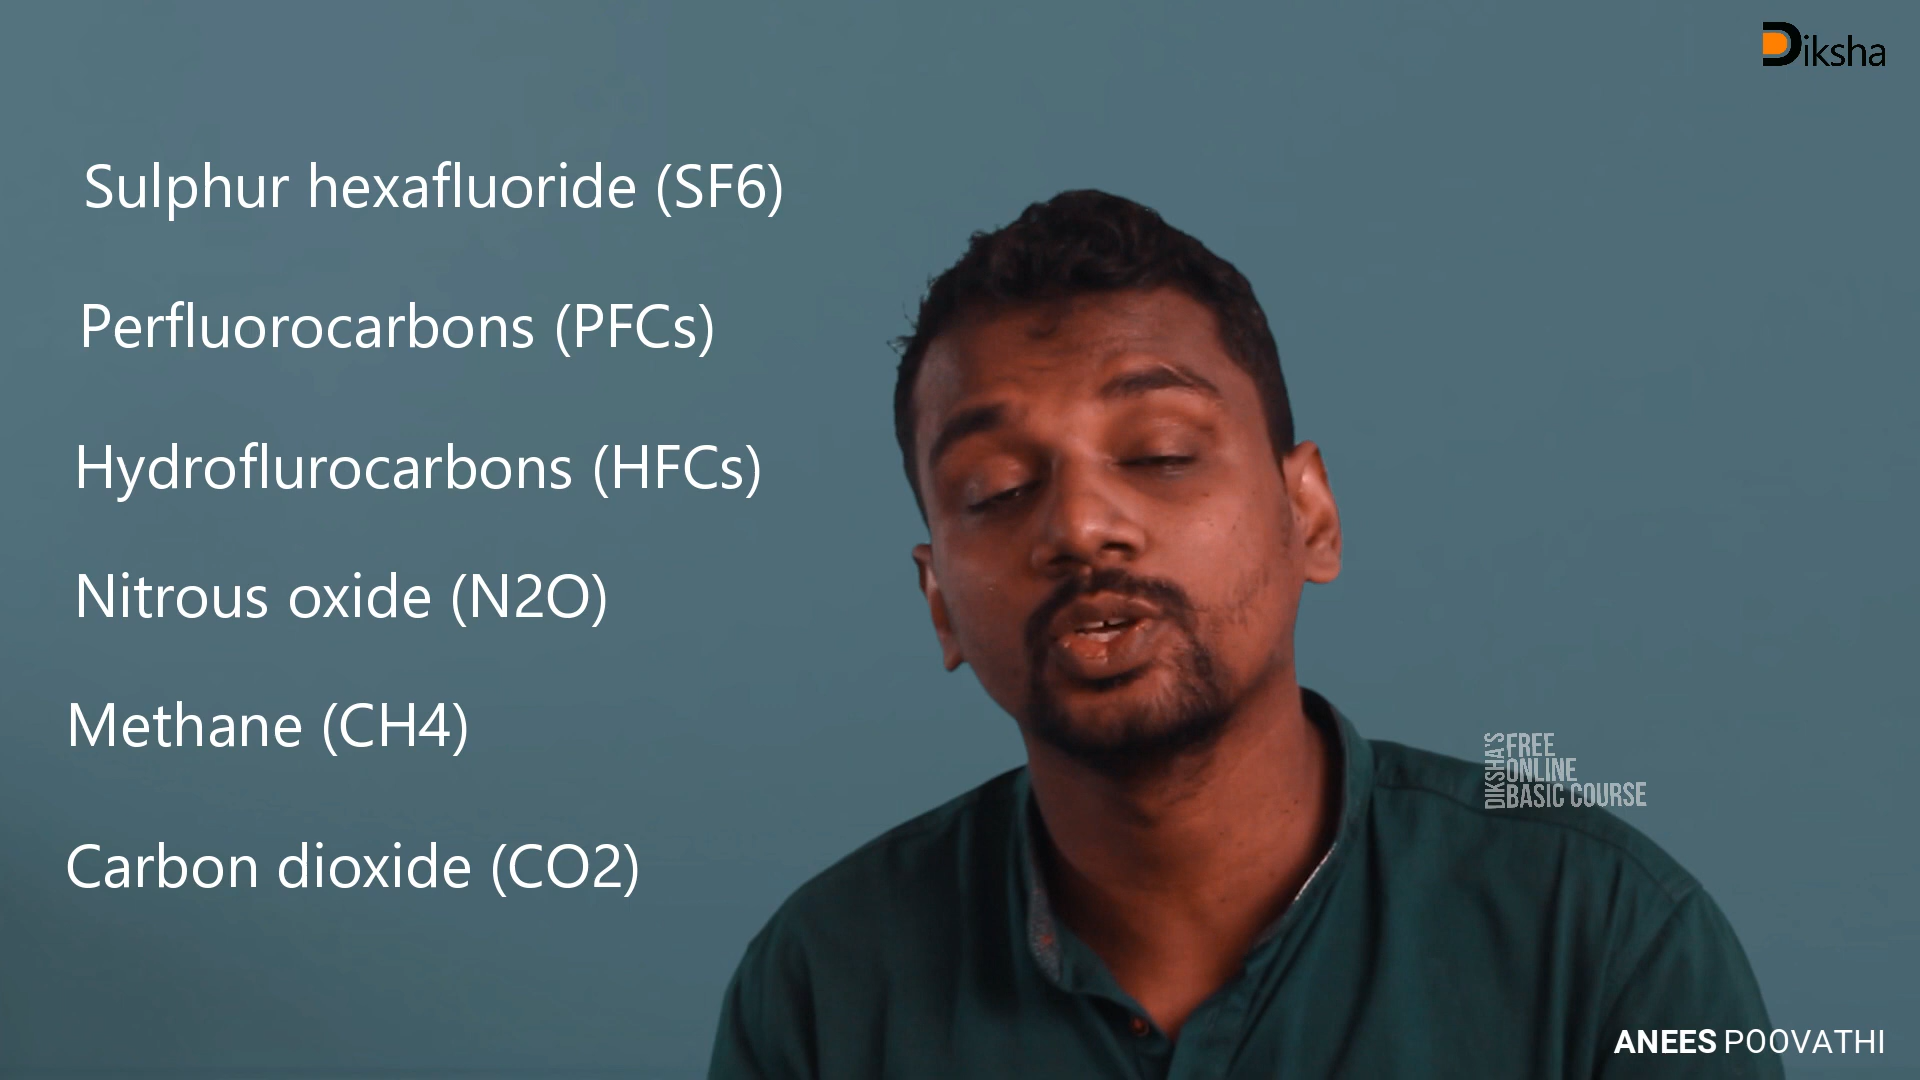 Diksha
Sulphur hexafluoride (SF6)
Perfluorocarbons (PFCs)
Hydroflurocarbons (HFCs)
Nitrous oxide (N2O)
Methane (CH4)
Carbon dioxide (CO2)
DIKSHA'S
FREE
ONLINE
BASIC COURSE
ANEES POOVATHI